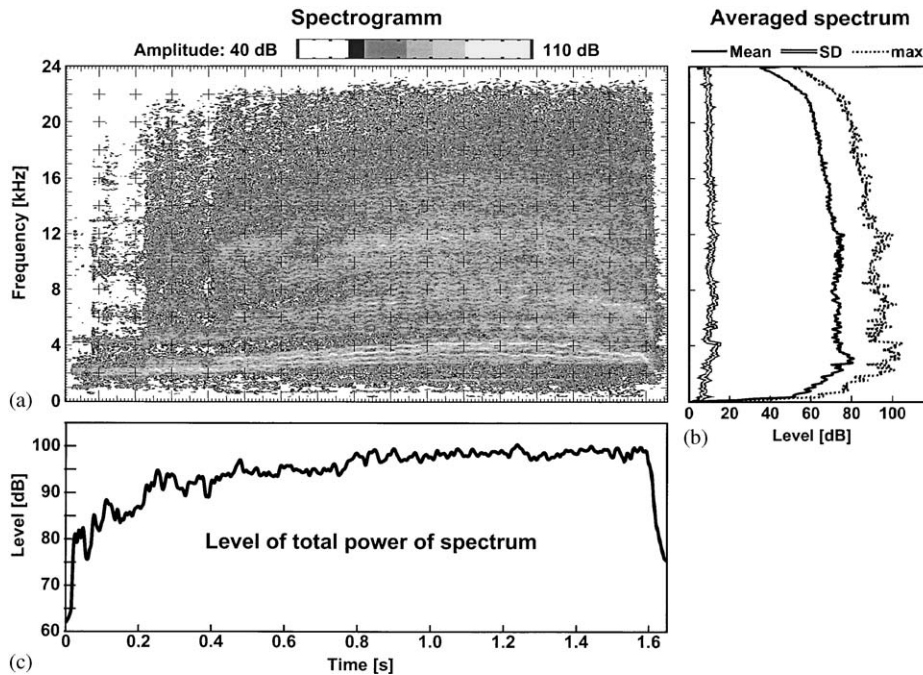 Spectrogramm
Amplitude: 40 dB 110 dB
24
20
16
12
8
4
0
Frequency [kHz]
(a)
Averaged spectrum
Mean SD max
0 20 40 60 80 100
Level [dB]
(b)
100
90
80
70
60
Level [dB]
Level of total power of spectrum
0 0.2 0.4 0.6 0.8 1.0 1.2 1.4 1.6
Time [s]
(c)